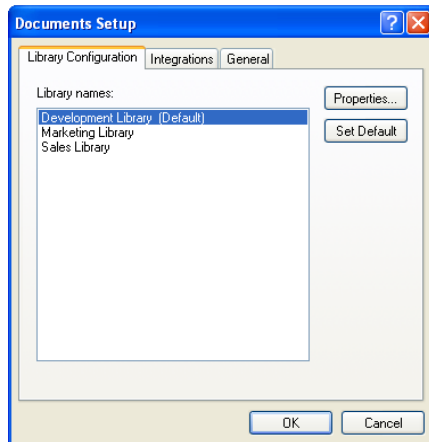 Documents Setup
Library Configuration Integrations General
Library names:
Properties...
Development Library (Default)
Set Default
Marketing Library
Sales Library
OK Cancel